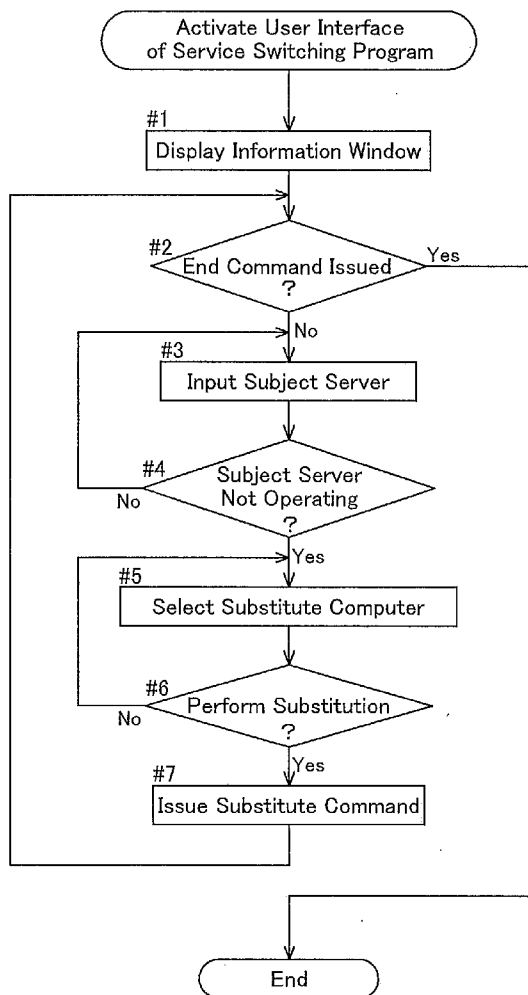 Activate User Interface
of Service Switching Program
#1
Display Information Window
#2
End Command Issued
?
Yes
No
#3
Input Subject Server
#4
Subject Server
Not Operating
?
No
Yes
#5
Select Substitute Computer
#6
Perform Substitution
?
No
Yes
#7
Issue Substitute Command
End